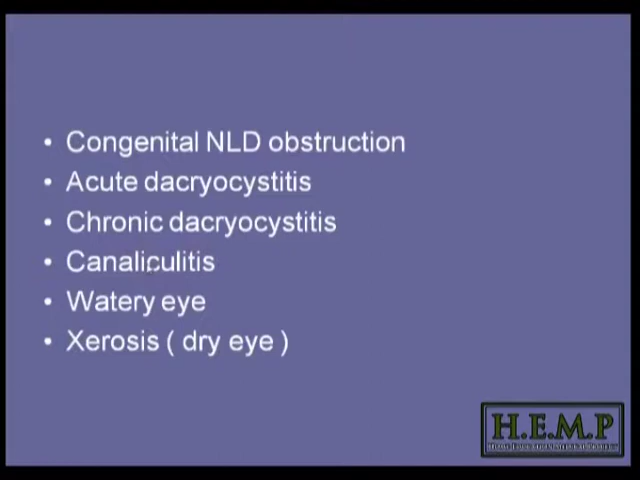 • Congenital NLD obstruction
• Acute dacryocystitis
• Chronic dacryocystitis
• Canaliculitis
• Watery eye
• Xerosis ( dry eye )
H.E.M.P